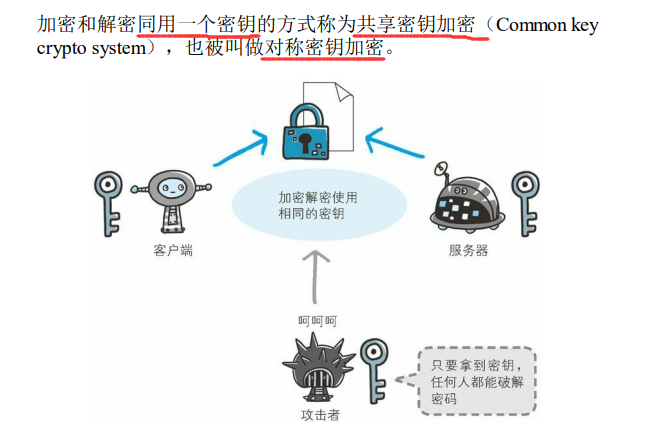 加密和解密同用一个密钥的方式称为共享密钥加密（Common key
crypto system），也被叫做对称密钥加密。
加密解密使用
相同的密钥
客户端
服务器
呵呵呵
只要拿到密钥，
任何人都能破解
密码
攻击者